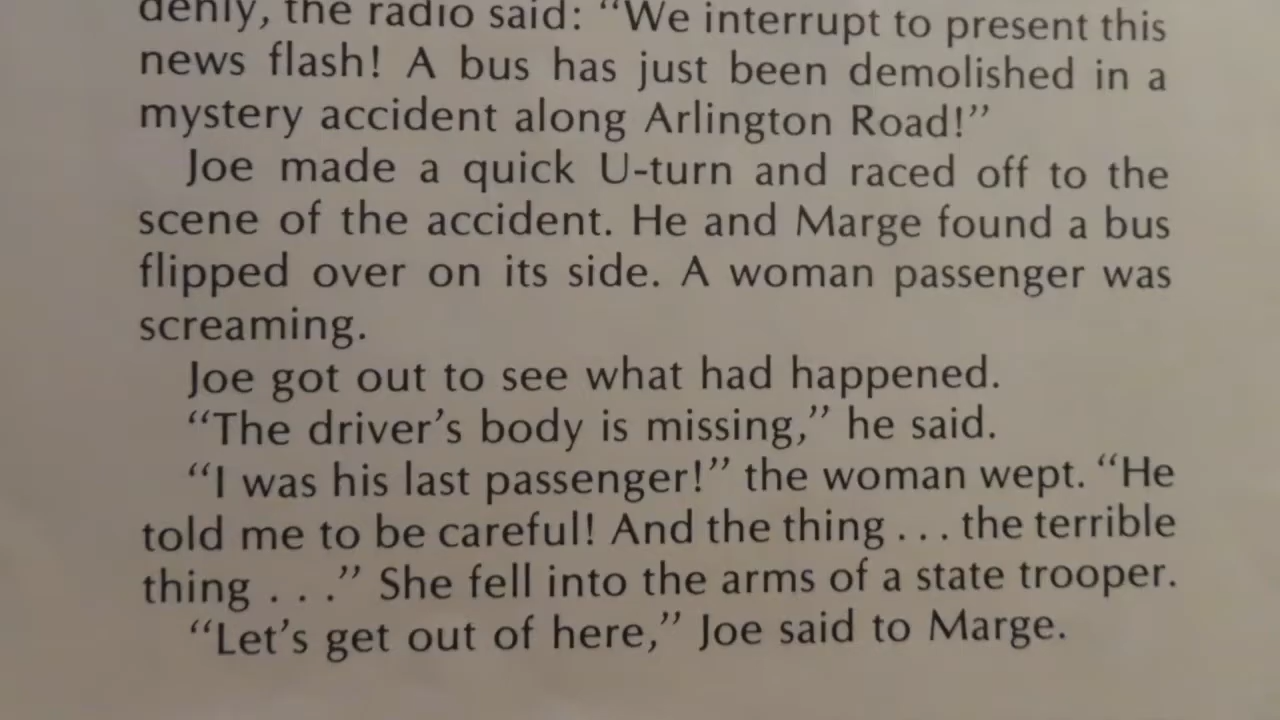 denly, the radio said: “We interrupt to present this
news flash! A bus has just been demolished in a
mystery accident along Arlington Road!”
Joe made a quick U-turn and raced off to the
scene of the accident. He and Marge found a bus
flipped over on its side. A woman passenger was
screaming.
Joe got out to see what had happened.
“The driver’s body is missing,” he said.
“I was his last passenger!” the woman wept. “He
told me to be careful! And the thing . . . the terrible
thing . . .” She fell into the arms of a state trooper.
“Let’s get out of here,” Joe said to Marge.